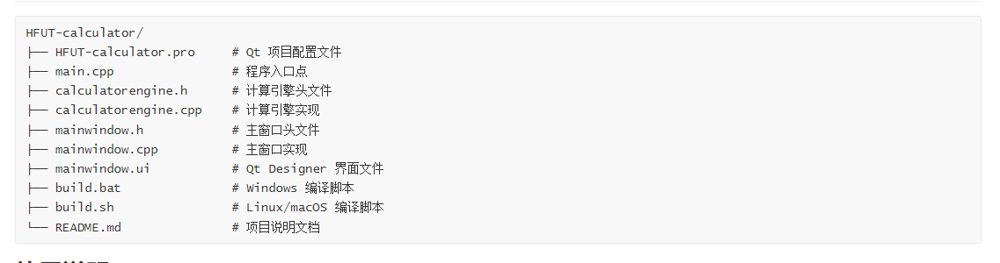 HFUT-calculator/
├── HFUT-calculator.pro     # Qt 项目配置文件
├── main.cpp                # 程序入口点
├── calculatorengine.h      # 计算引擎头文件
├── calculatorengine.cpp    # 计算引擎实现
├── mainwindow.h            # 主窗口头文件
├── mainwindow.cpp          # 主窗口实现
├── mainwindow.ui           # Qt Designer 界面文件
├── build.bat               # Windows 编译脚本
├── build.sh                # Linux/macOS 编译脚本
└── README.md               # 项目说明文档